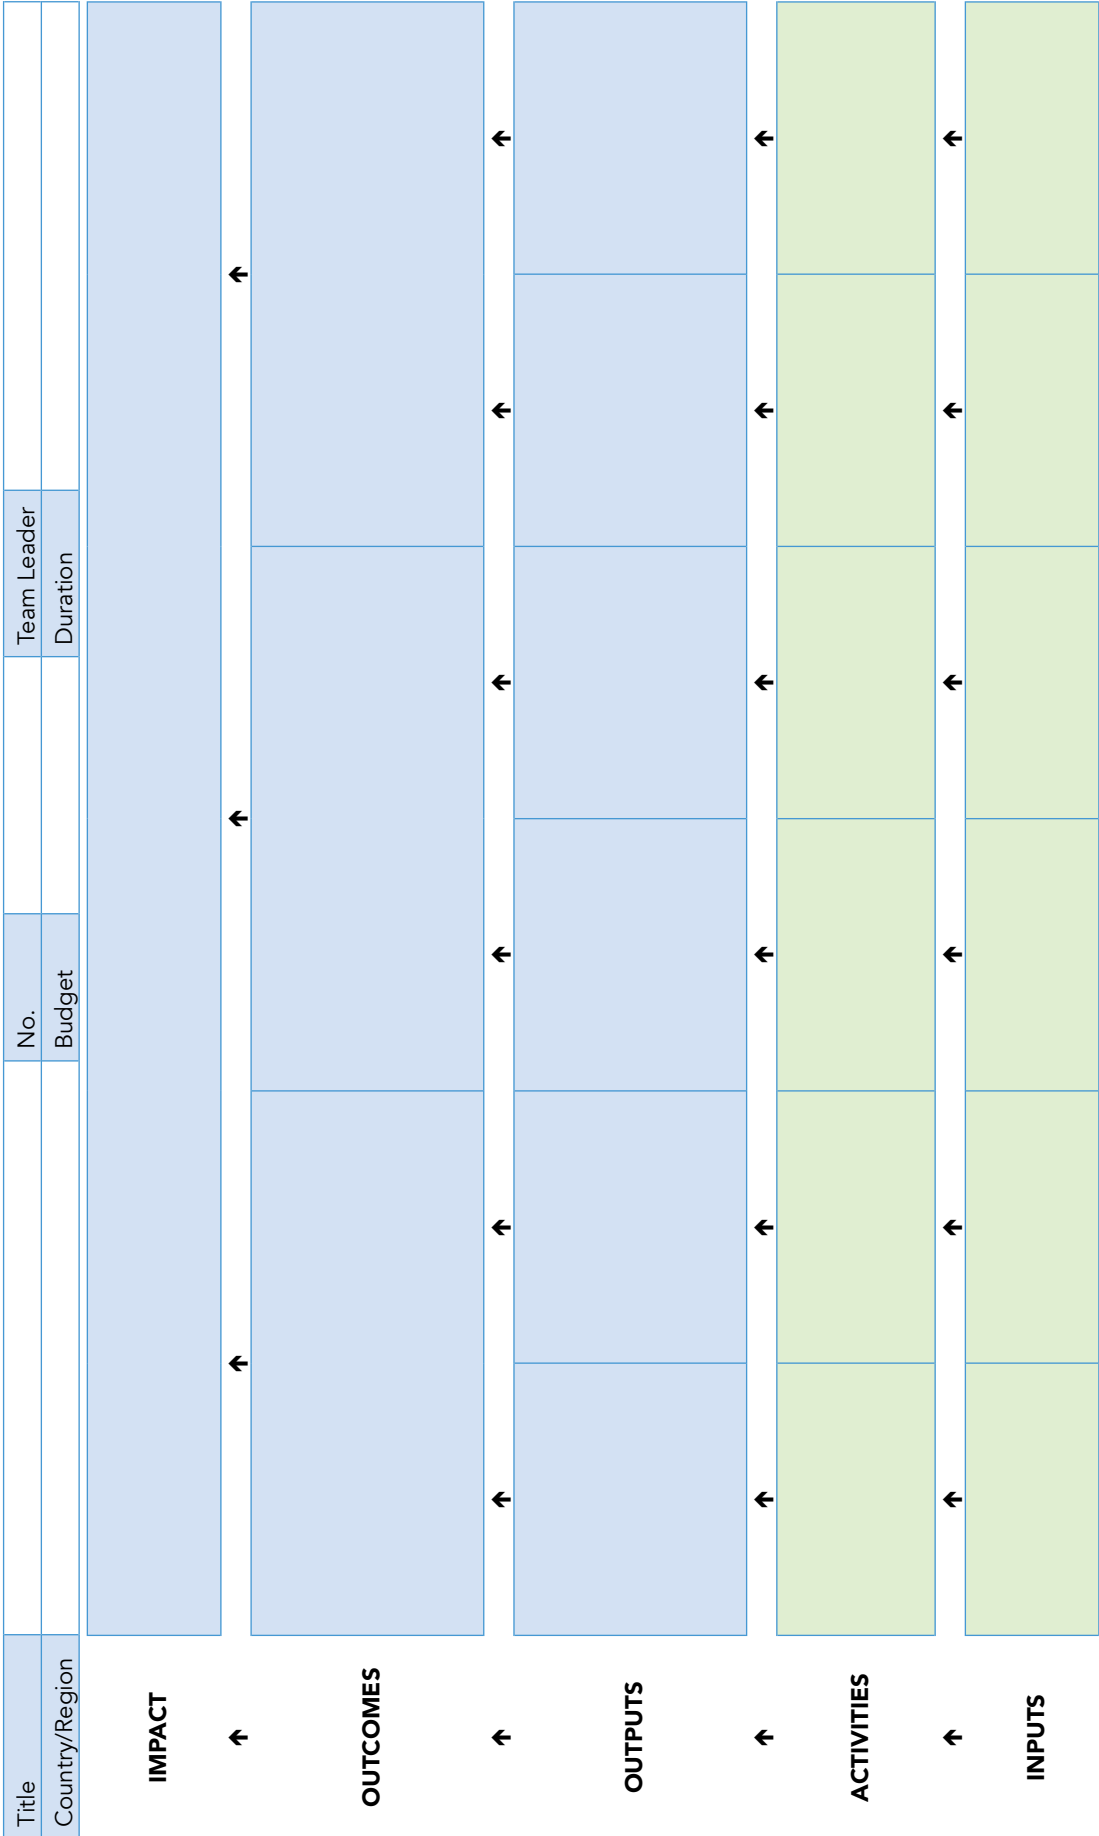 Title
No.
Team Leader
Country/Region
Budget
Duration
IMPACT
OUTCOMES
OUTPUTS
ACTIVITIES
INPUTS